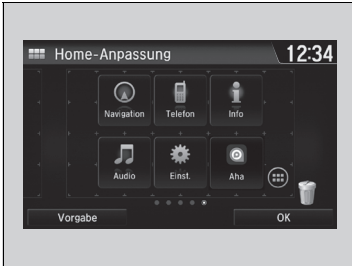 Home-Anpassung 12:34
Navigation Telefon Info
Audio Einst. Aha
Vorgabe OK